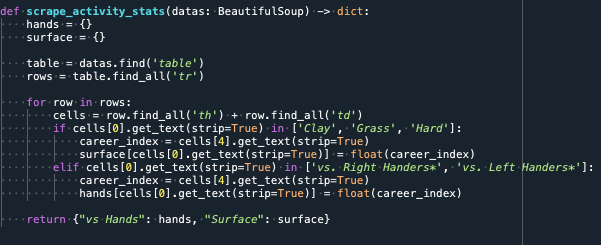 def scrape_activity_stats(datas: BeautifulSoup) -> dict:
    hands = {}
    surface = {}

    table = datas.find('table')
    rows = table.find_all('tr')

    for row in rows:
        cells = row.find_all('th') + row.find_all('td')
        if cells[0].get_text(strip=True) in ['Clay', 'Grass', 'Hard']:
            career_index = cells[4].get_text(strip=True)
            surface[cells[0].get_text(strip=True)] = float(career_index)
        elif cells[0].get_text(strip=True) in ['vs. Right Handers*', 'vs. Left Handers*']:
            career_index = cells[4].get_text(strip=True)
            hands[cells[0].get_text(strip=True)] = float(career_index)

    return {"vs Hands": hands, "Surface": surface}